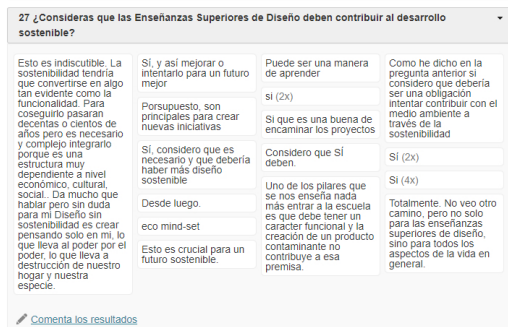 27 ¿Consideras que las Enseñanzas Superiores de Diseño deben contribuir al desarrollo
sostenible?
Esto es indiscutible. La
sostenibilidad tendría
que convertirse en algo
tan evidente como la
funcionalidad. Para
coseguirlo pasaran
decentas o cientos de
años pero es necesario
y complejo integrarlo
porque es una
estructura muy
dependiente a nivel
económico, cultural,
social.. Da mucho que
hablar pero sin duda
para mi Diseño sin
sostenibilidad es crear
pensando solo en mi, lo
que lleva al poder por el
poder, lo que lleva a
destrucción de nuestro
hogar y nuestra
especie.
Sí, y así mejorar o
intentarlo para un futuro
mejor
Porsupuesto, son
principales para crear
nuevas iniciativas
Sí, considero que es
necesario y que debería
haber más diseño
sostenible
Desde luego.
eco mind-set
Esto es crucial para un
futuro sostenible.
Puede ser una manera
de aprender
si (2x)
Si que es una buena de
encaminar los proyectos
Considero que SÍ
deben.
Uno de los pilares que
se nos enseña nada
más entrar a la escuela
es que debe tener un
caracter funcional y la
creación de un producto
contaminante no
contribuye a esa
premisa.
Como he dicho en la
pregunta anterior si
considero que debería
ser una obligación
intentar contribuir con el
medio ambiente a
través de la
sostenibilidad
Sí (2x)
Si (4x)
Totalmente. No veo otro
camino, pero no solo
para las enseñanzas
superiores de diseño,
sino para todos los
aspectos de la vida en
general.
Comenta los resultados